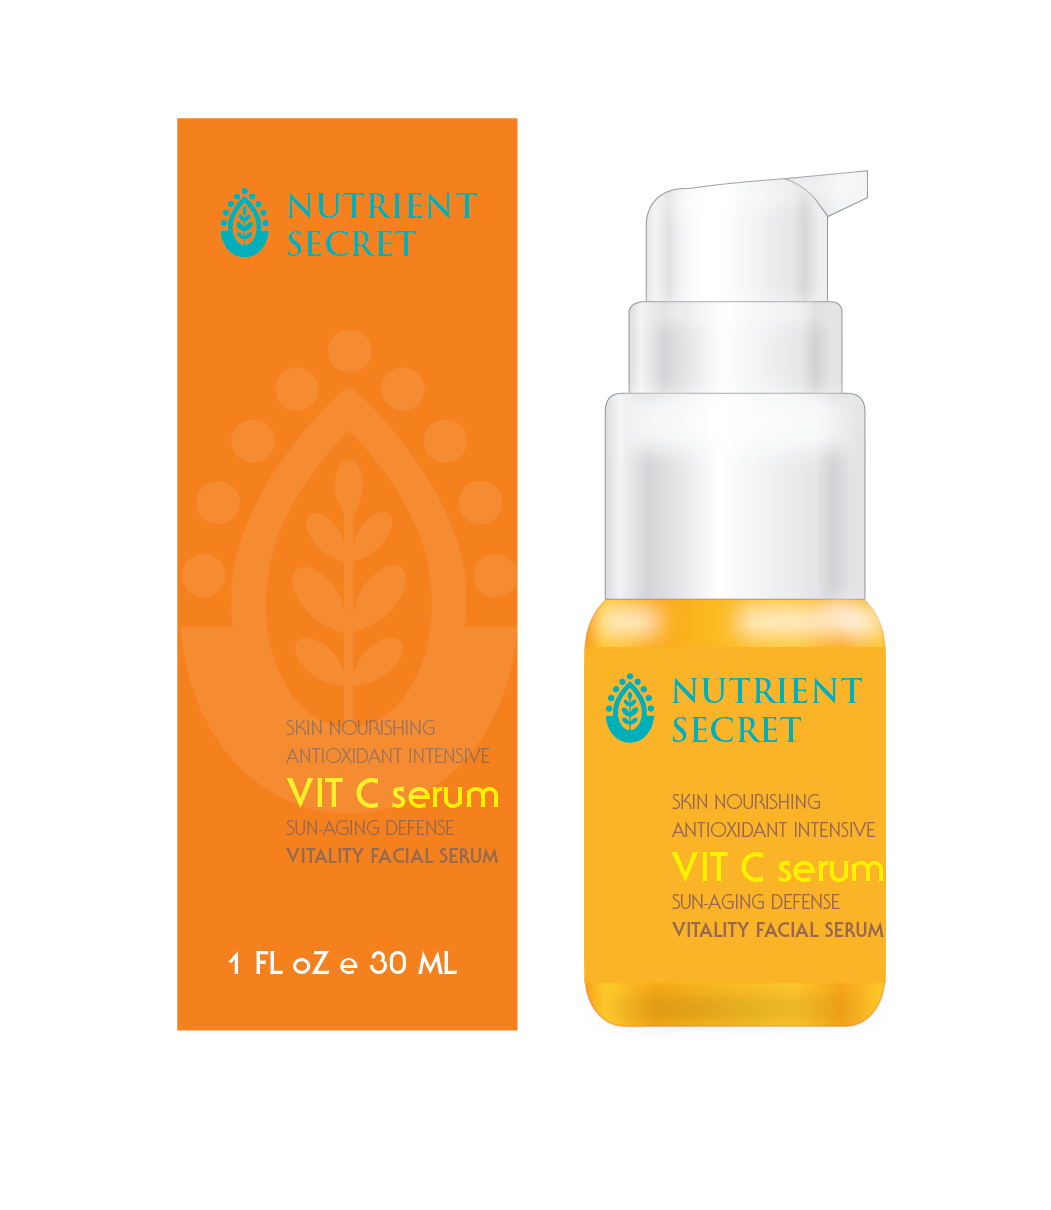 NUTRIENT
SECRET
SKIN NOURISHING
ANTIOXIDANT INTENSIVE
VIT C serum
SUN-AGING DEFENSE
VITALITY FACIAL SERUM
1 FL oZ e 30 ML
NUTRIENT
SECRET
SKIN NOURISHING
ANTIOXIDANT INTENSIVE
VIT C serum
SUN-AGING DEFENSE
VITALITY FACIAL SERUM